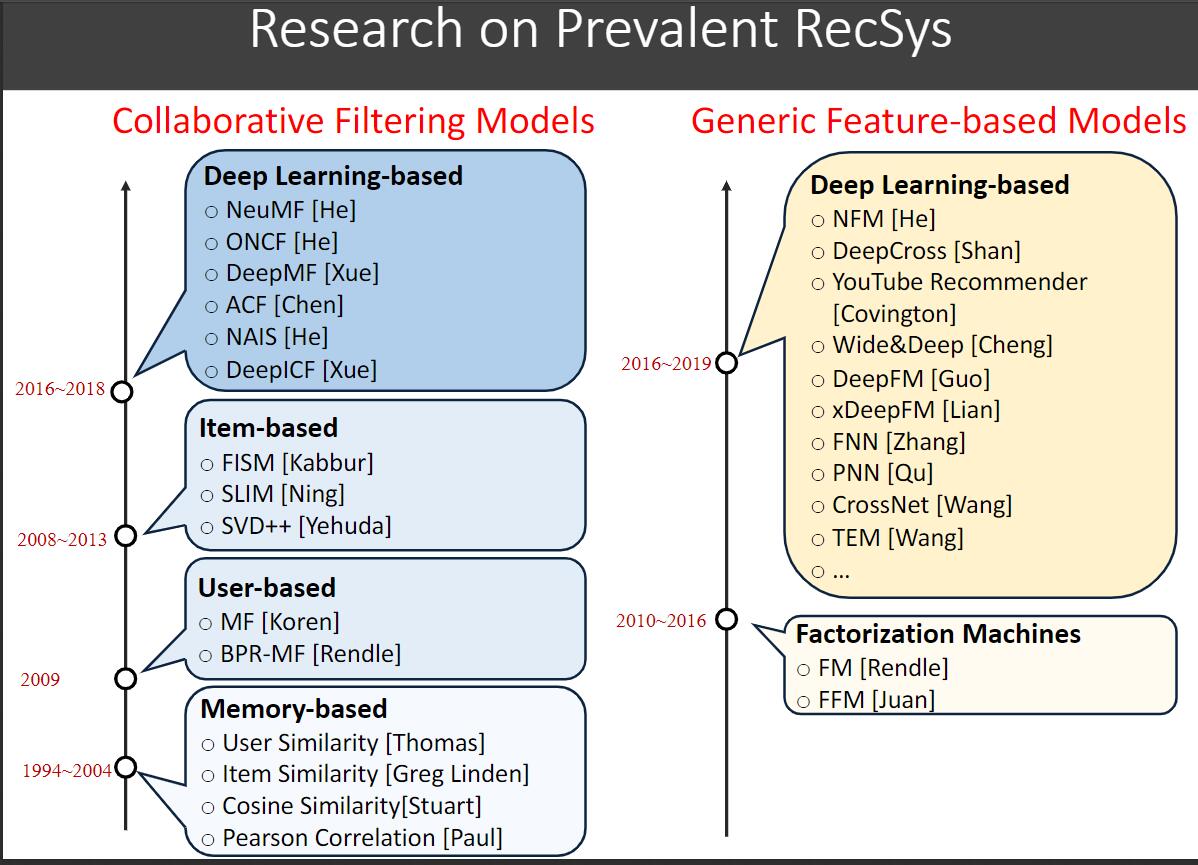 Research on Prevalent RecSys
Collaborative Filtering Models
Deep Learning-based
○ NeuMF [He]
○ ONCF [He]
○ DeepMF [Xue]
○ ACF [Chen]
○ NAIS [He]
○ DeepICF [Xue]
2016~2018
Item-based
○ FISM [Kabbur]
○ SLIM [Ning]
○ SVD++ [Yehuda]
2008~2013
User-based
○ MF [Koren]
○ BPR-MF [Rendle]
2009
Memory-based
○ User Similarity [Thomas]
○ Item Similarity [Greg Linden]
○ Cosine Similarity[Stuart]
○ Pearson Correlation [Paul]
1994~2004
Generic Feature-based Models
Deep Learning-based
○ NFM [He]
○ DeepCross [Shan]
○ YouTube Recommender
[Covington]
○ Wide&Deep [Cheng]
○ DeepFM [Guo]
○ xDeepFM [Lian]
○ FNN [Zhang]
○ PNN [Qu]
○ CrossNet [Wang]
○ TEM [Wang]
○ ...
2016~2019
Factorization Machines
○ FM [Rendle]
○ FFM [Juan]
2010~2016